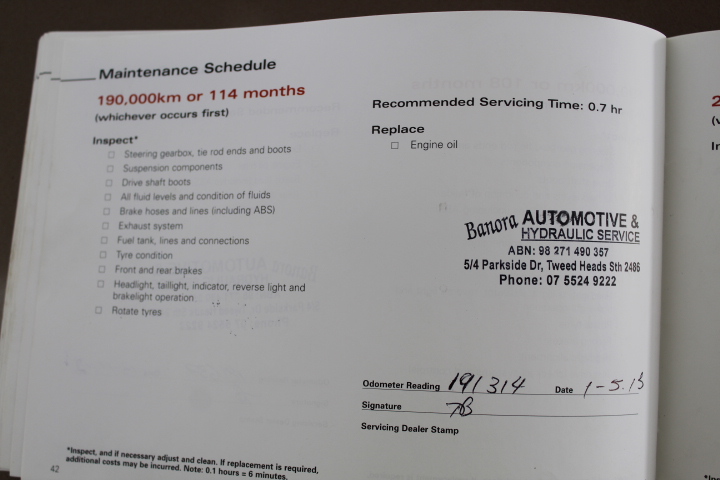 Maintenance Schedule
190,000km or 114 months
(whichever occurs first)
Inspect*
Steering gearbox, tie rod ends and boots
Suspension components
Drive shaft boots
All fluid levels and condition of fluids
Brake hoses and lines (including ABS)
Exhaust system
Fuel tank, lines and connections
Tyre condition
Front and rear brakes
Headlight, taillight, indicator, reverse light and
brakelight operation
Rotate tyres
*Inspect, and if necessary adjust and clean. If replacement is required,
additional costs may be incurred. Note: 0.1 hours = 6 minutes.
42
Recommended Servicing Time: 0.7 hr
Replace
Engine oil
Banora AUTOMOTIVE &
HYDRAULIC SERVICE
ABN: 98 271 490 357
5/4 Parkside Dr, Tweed Heads Sth 2486
Phone: 07 5524 9222
Odometer Reading 191314 Date 1-5.13
Signature
Servicing Dealer Stamp